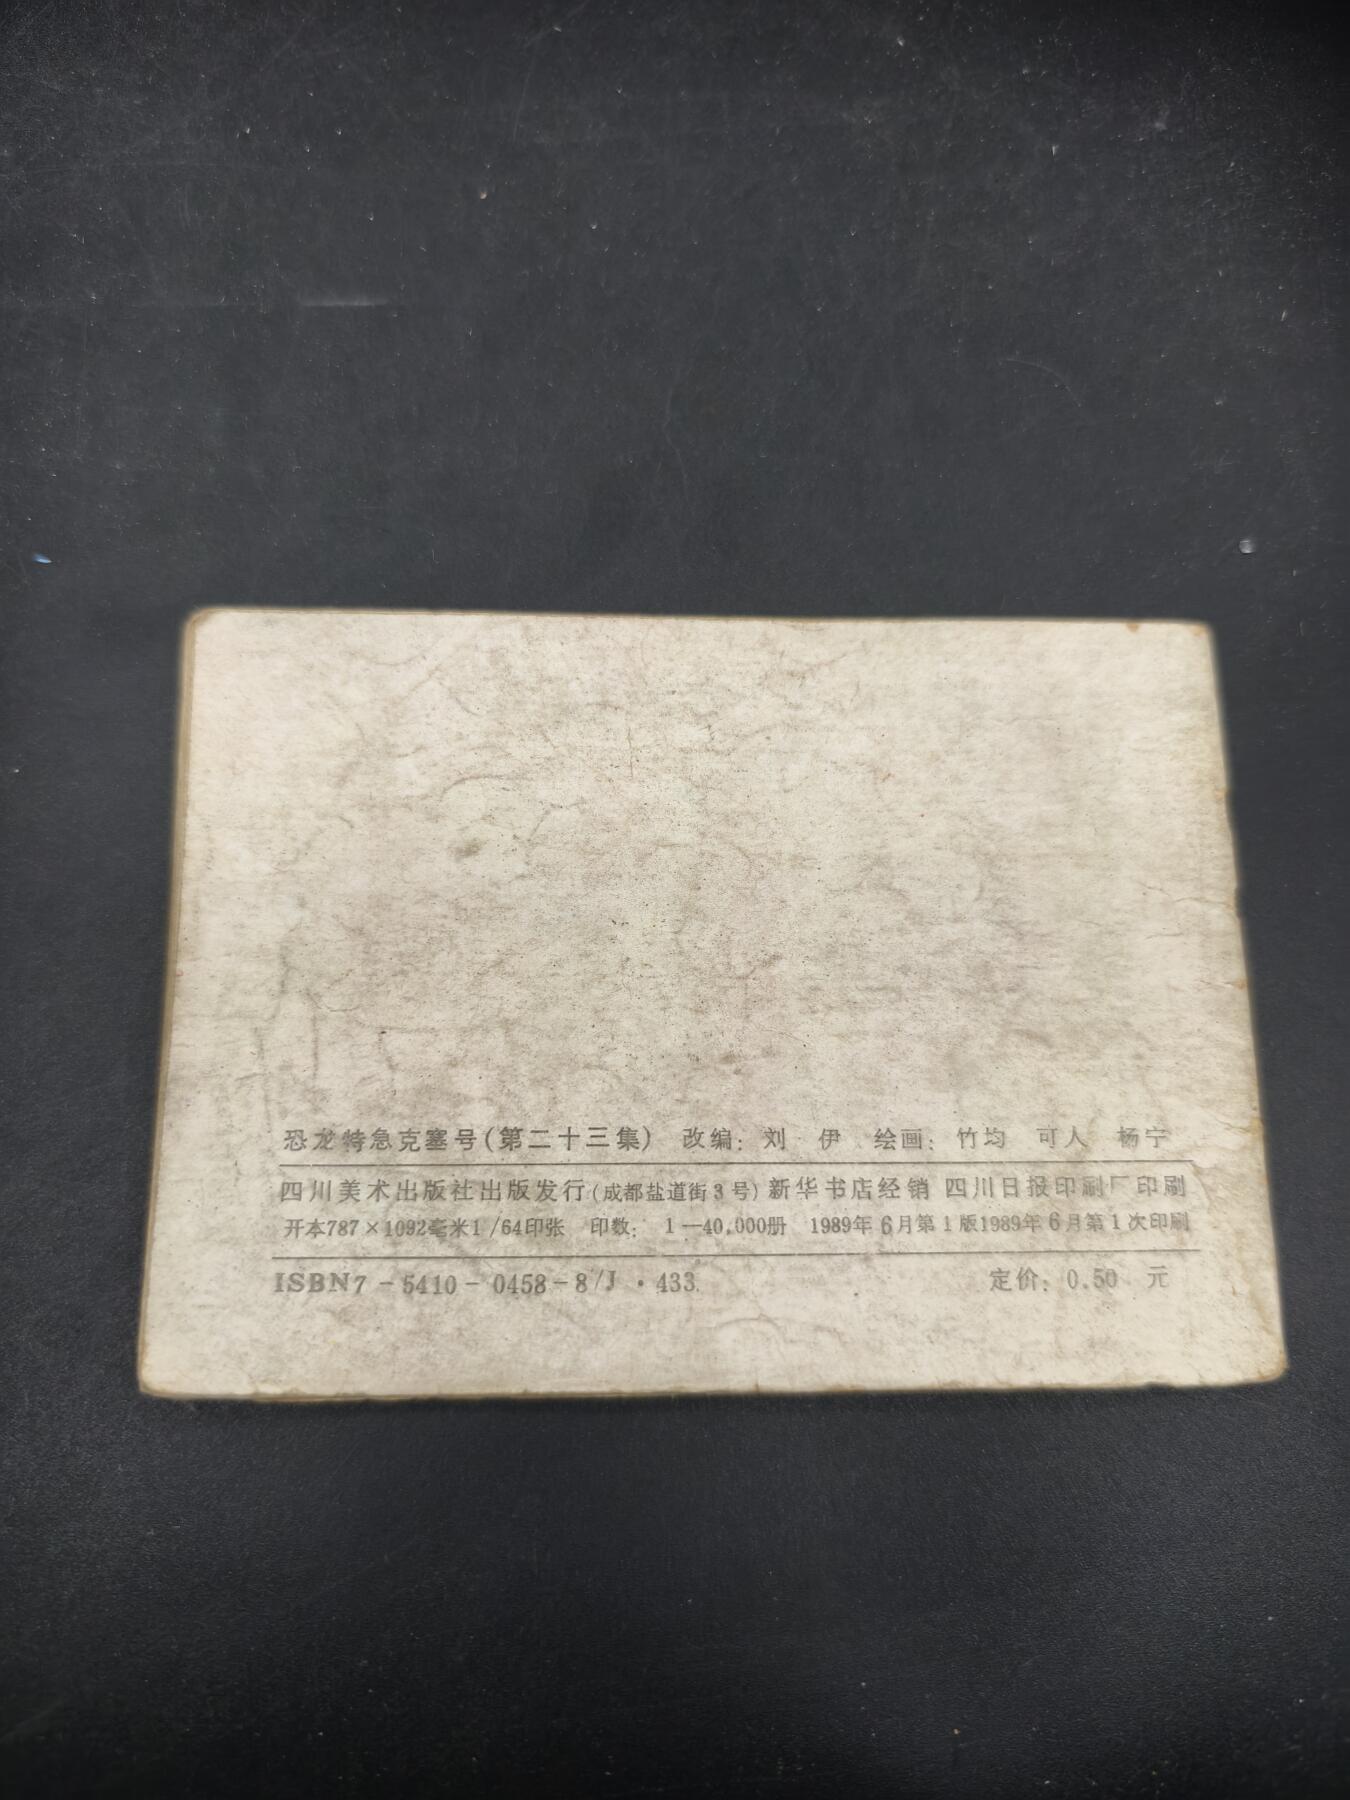 恐龙特急克塞号(第二十三集) 改编：刘 伊 绘画：竹均 可人 杨宁
四川美术出版社出版发行(成都盐道街3号)新华书店经销 四川日报印刷厂印刷
开本787×1092毫米1/64印张 印数：1—40,000册 1989年6月第1版1989年6月第1次印刷
ISBN7-5410-0458-8/J·433 定价：0.50 元